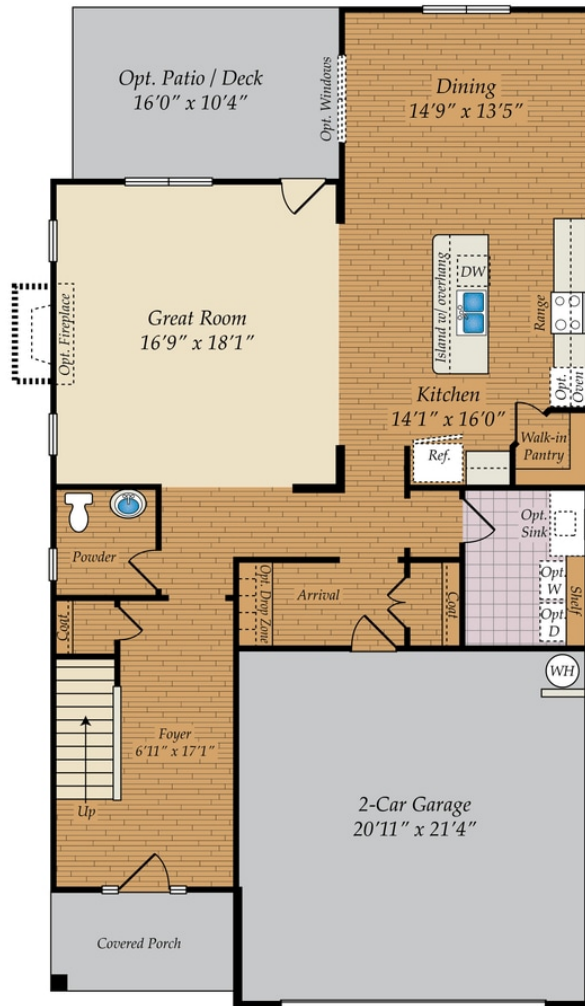 Opt. Patio / Deck
16'0" x 10'4"
Opt. Windows
Dining
14'9" x 13'5"
Great Room
16'9" x 18'1"
Opt. Fireplace
Island w/ overhang
DW
Range
Opt.
Oven
Kitchen
14'1" x 16'0"
Walk-in
Pantry
Ref.
Powder
Opt.
Sink
Opt.
W
Opt.
D
Shelf
Coat
Opt. Drop Zone
Arrival
Coat
WH
Foyer
6'11" x 17'1"
Up
2-Car Garage
20'11" x 21'4"
Covered Porch